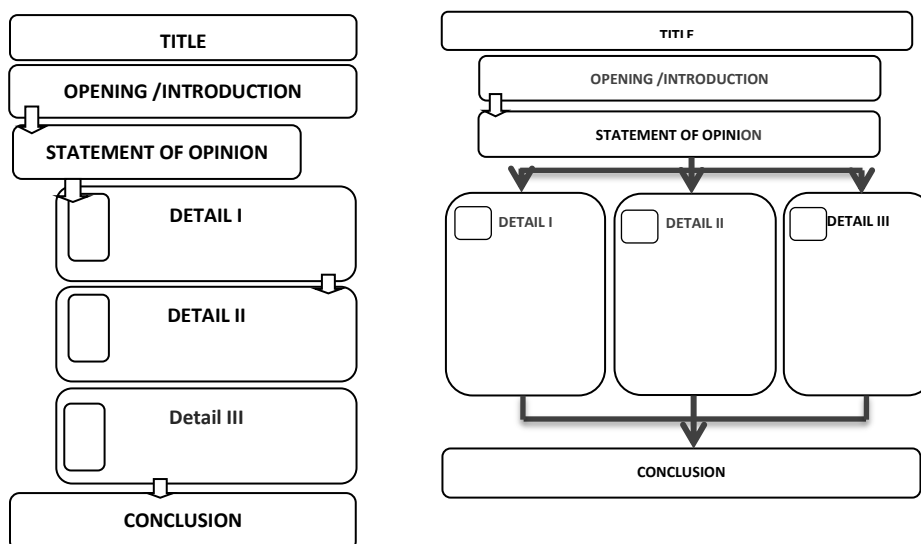 TITLE
OPENING /INTRODUCTION
STATEMENT OF OPINION
DETAIL I
DETAIL II
Detail III
CONCLUSION
TITLE
OPENING /INTRODUCTION
STATEMENT OF OPINION
DETAIL I
DETAIL II
DETAIL III
CONCLUSION